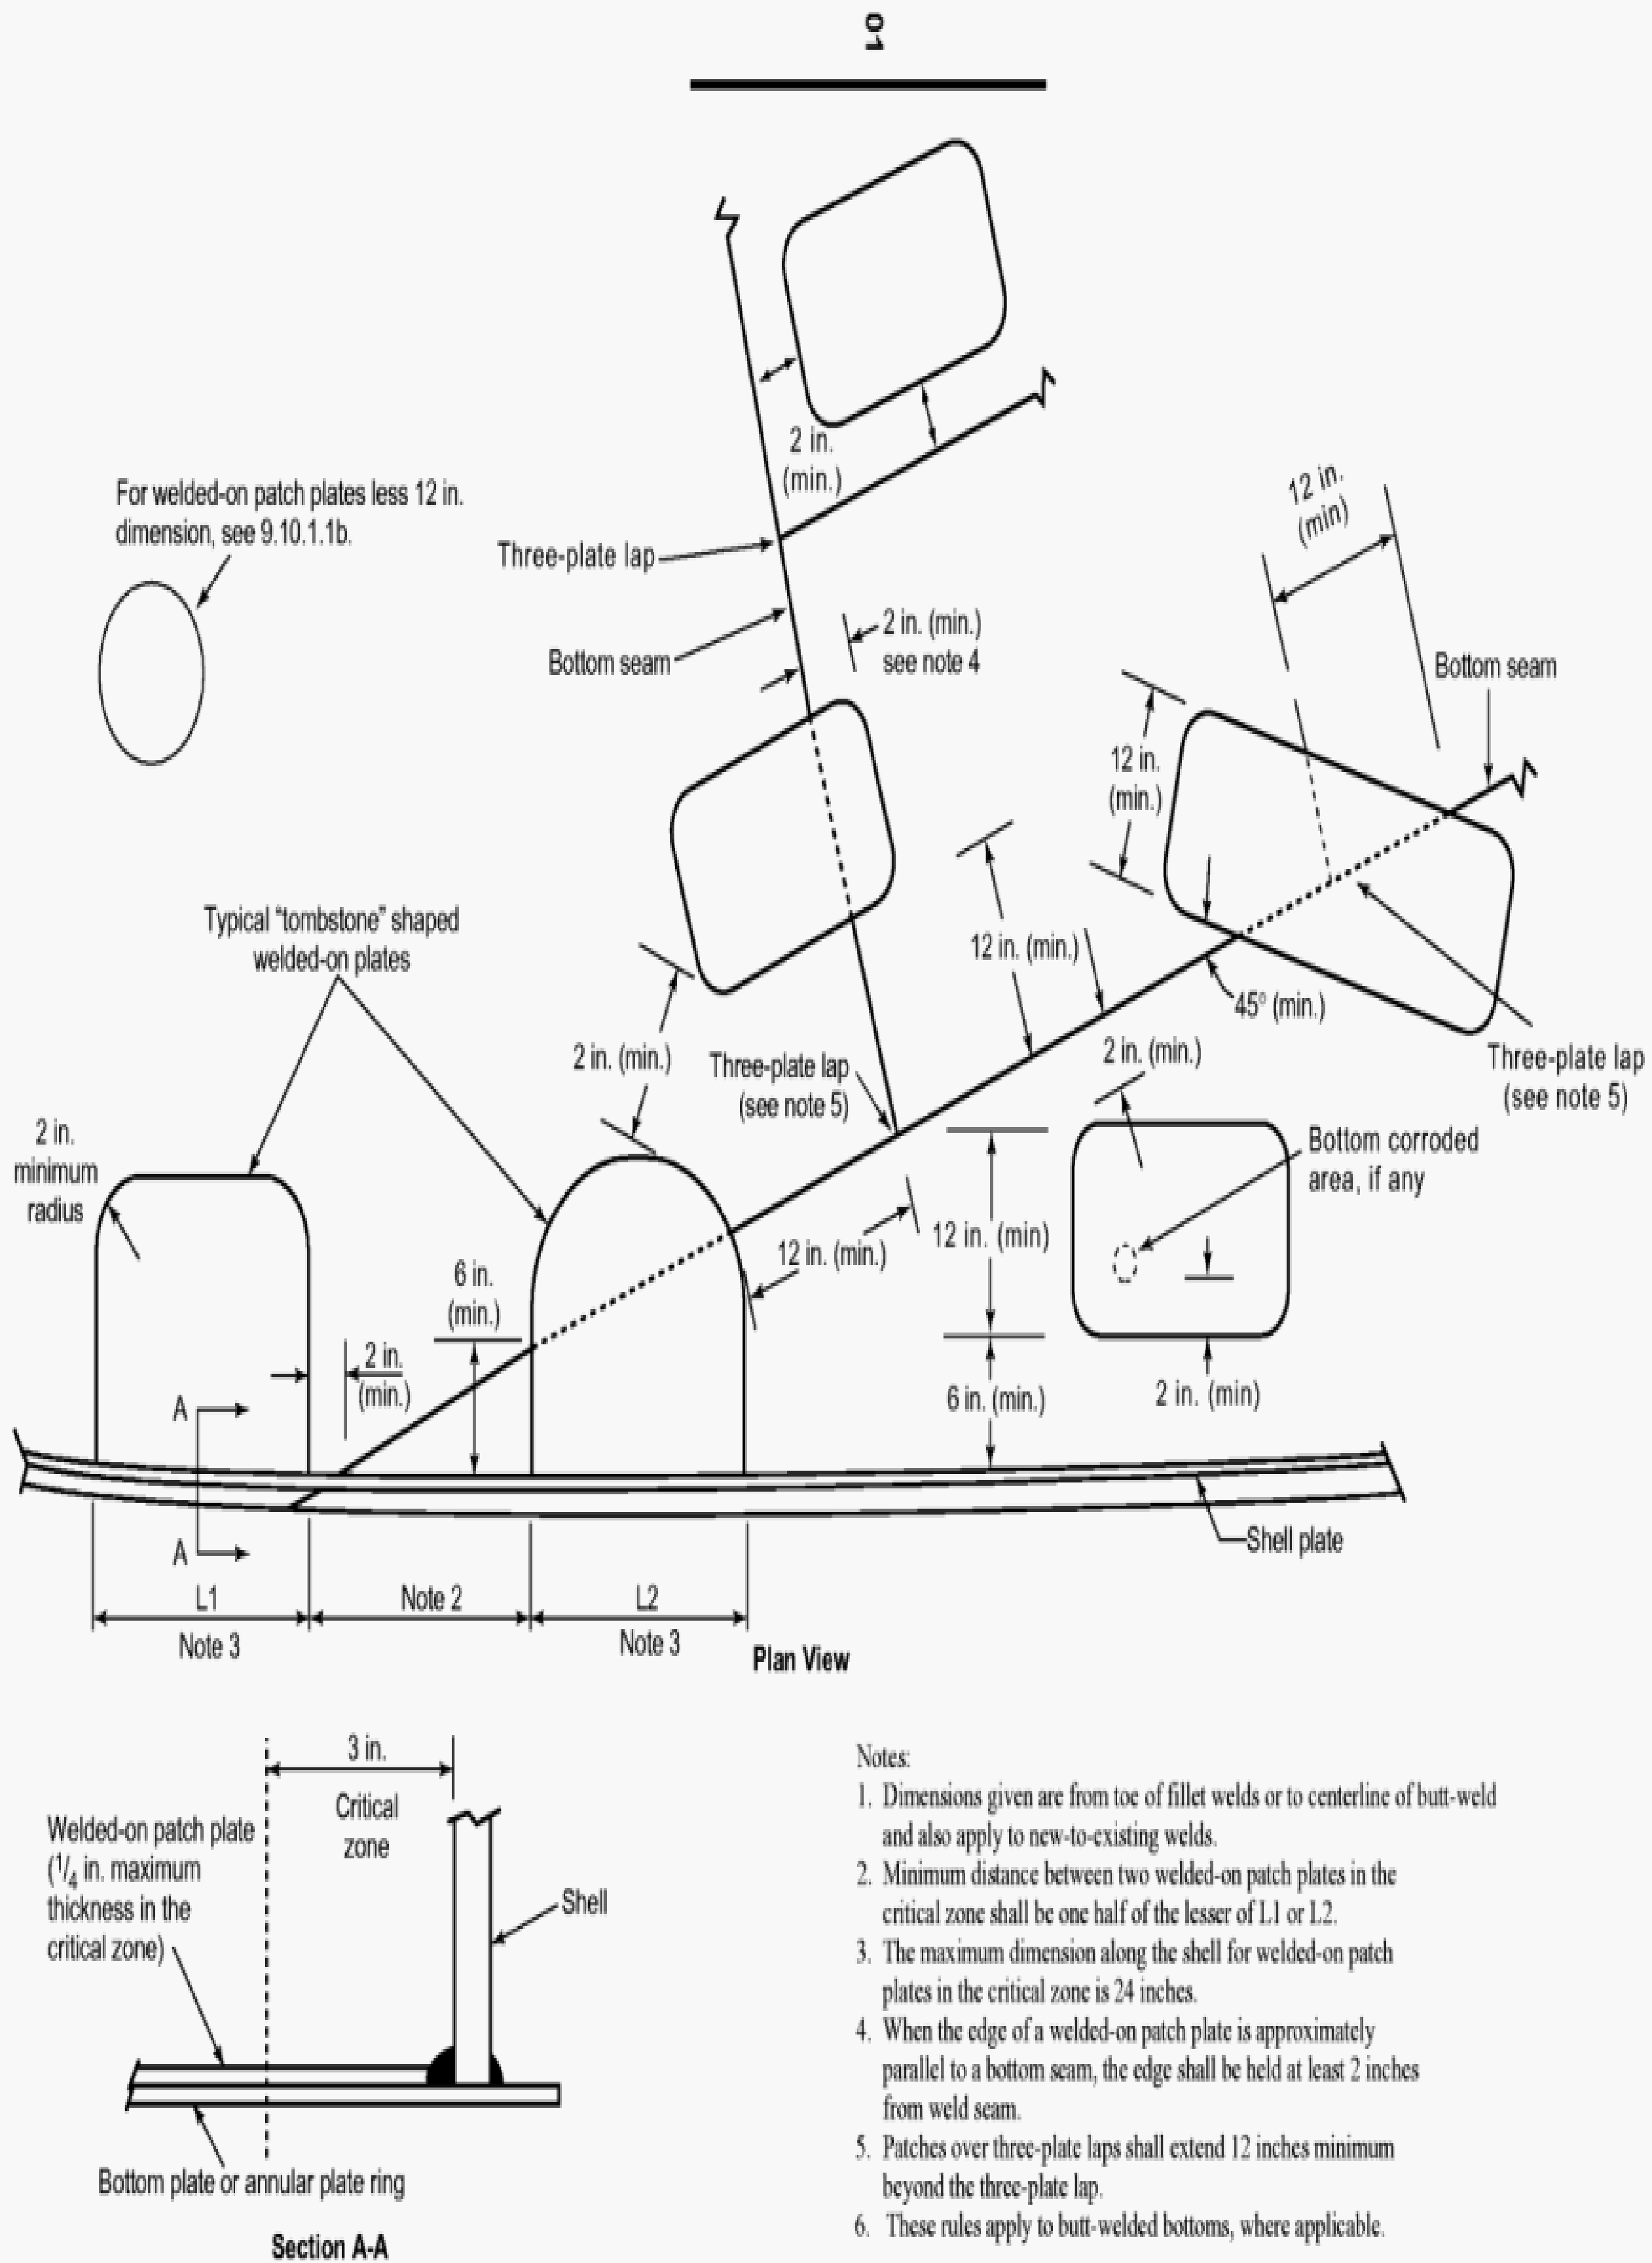 01
2 in.
(min.)
For welded-on patch plates less 12 in.
dimension, see 9.10.1.1b.
12 in.
(min)
Three-plate lap
2 in. (min.)
see note 4
Bottom seam
Bottom seam
12 in.
(min.)
Typical “tombstone” shaped
welded-on plates
12 in. (min.)
45° (min.)
2 in. (min.)
2 in. (min.)
Three-plate lap
(see note 5)
Three-plate lap
(see note 5)
2 in.
minimum
radius
Bottom corroded
area, if any
12 in. (min.)
12 in. (min)
6 in.
(min.)
2 in.
(min.)
6 in. (min.)
2 in. (min)
A
A
Shell plate
L1
Note 2
L2
Note 3
Note 3
Plan View
3 in.
Critical
zone
Welded-on patch plate
(1/4 in. maximum
thickness in the
critical zone)
Shell
Bottom plate or annular plate ring
Section A-A
Notes:
1. Dimensions given are from toe of fillet welds or to centerline of butt-weld
and also apply to new-to-existing welds.
2. Minimum distance between two welded-on patch plates in the
critical zone shall be one half of the lesser of L1 or L2.
3. The maximum dimension along the shell for welded-on patch
plates in the critical zone is 24 inches.
4. When the edge of a welded-on patch plate is approximately
parallel to a bottom seam, the edge shall be held at least 2 inches
from weld seam.
5. Patches over three-plate laps shall extend 12 inches minimum
beyond the three-plate lap.
6. These rules apply to butt-welded bottoms, where applicable.